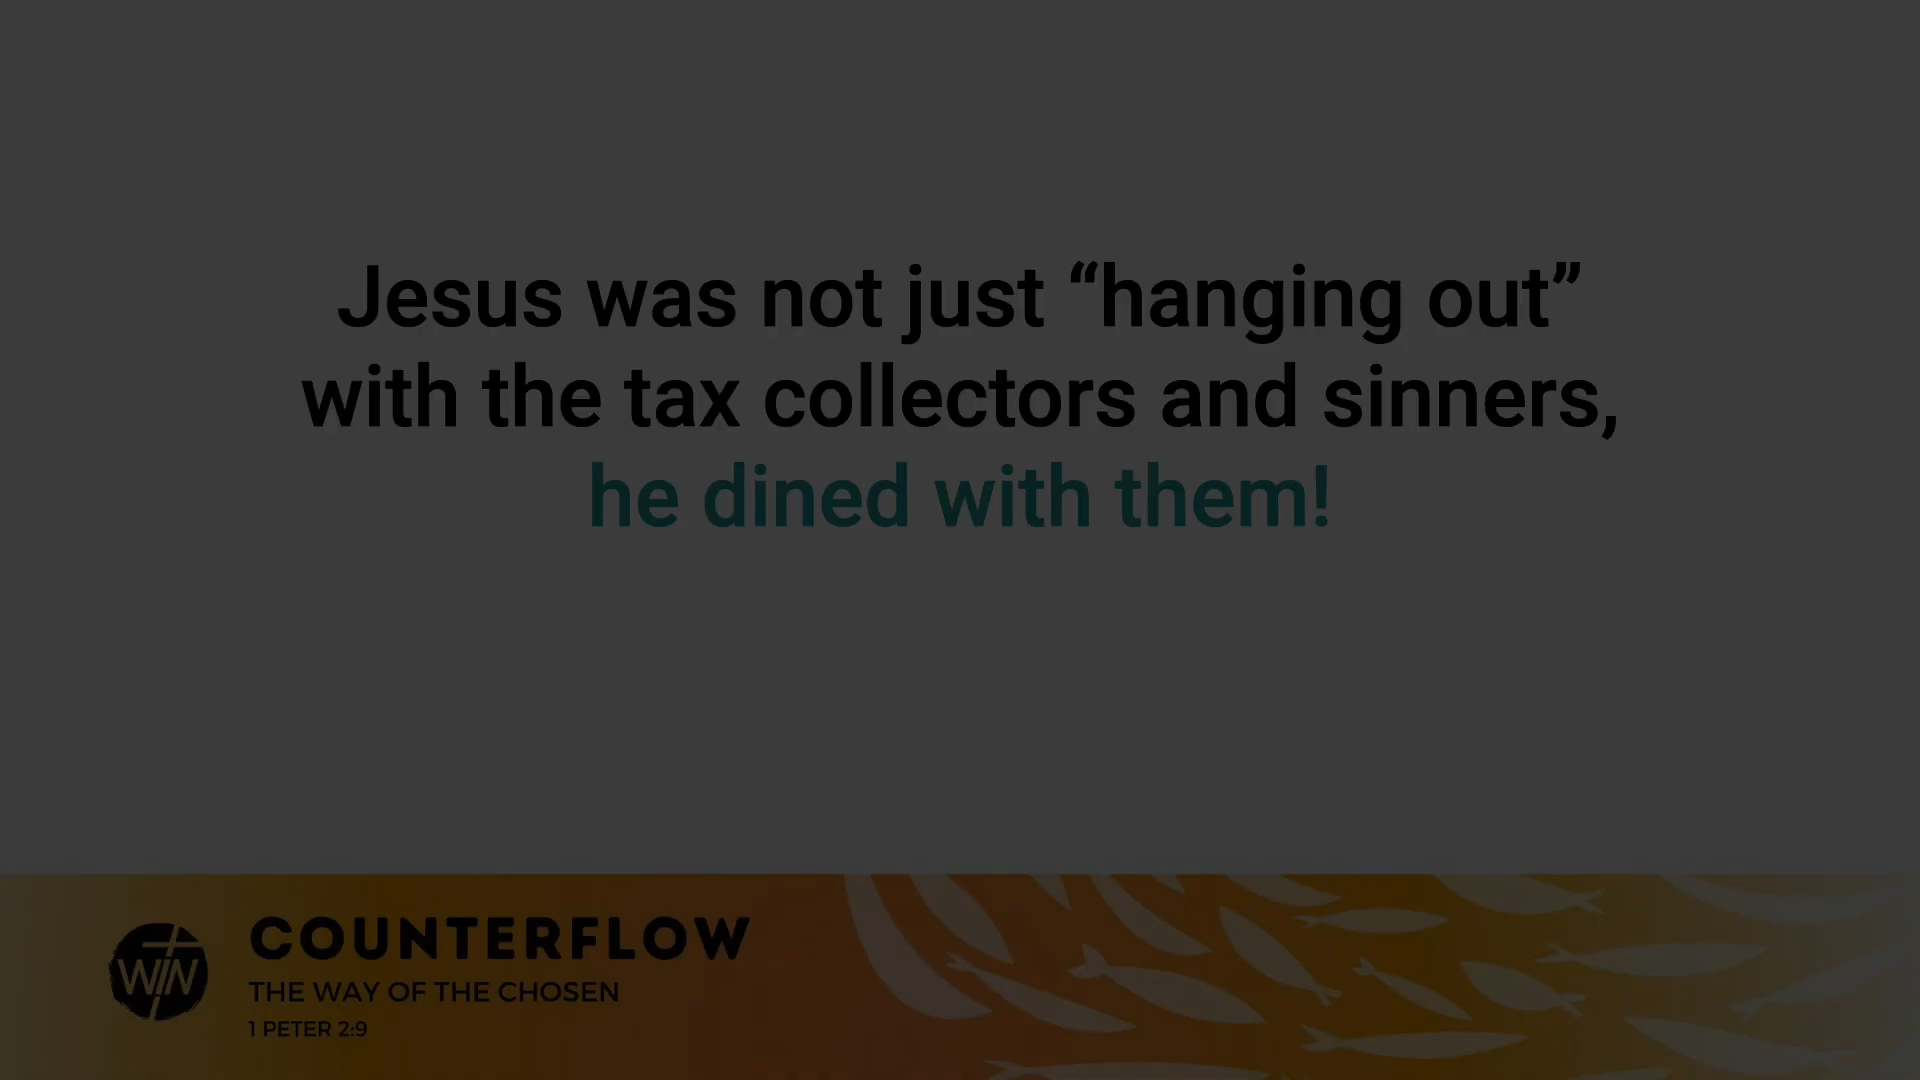 Jesus was not just “hanging out”
with the tax collectors and sinners,
he dined with them!
WIN
COUNTERFLOW
THE WAY OF THE CHOSEN
1 PETER 2:9